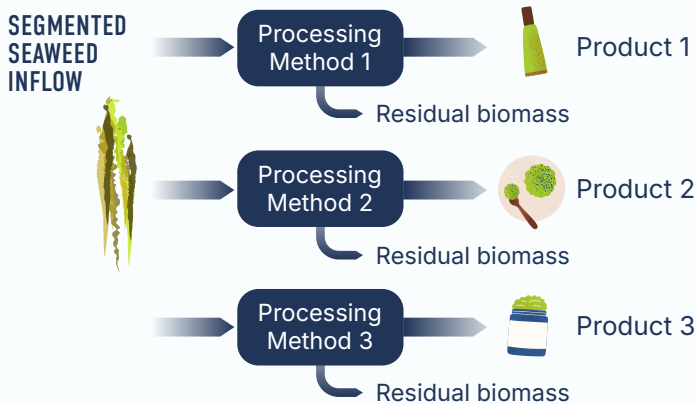 SEGMENTED
SEAWEED
INFLOW
Processing
Method 1
Product 1
Residual biomass
Processing
Method 2
Product 2
Residual biomass
Processing
Method 3
Product 3
Residual biomass